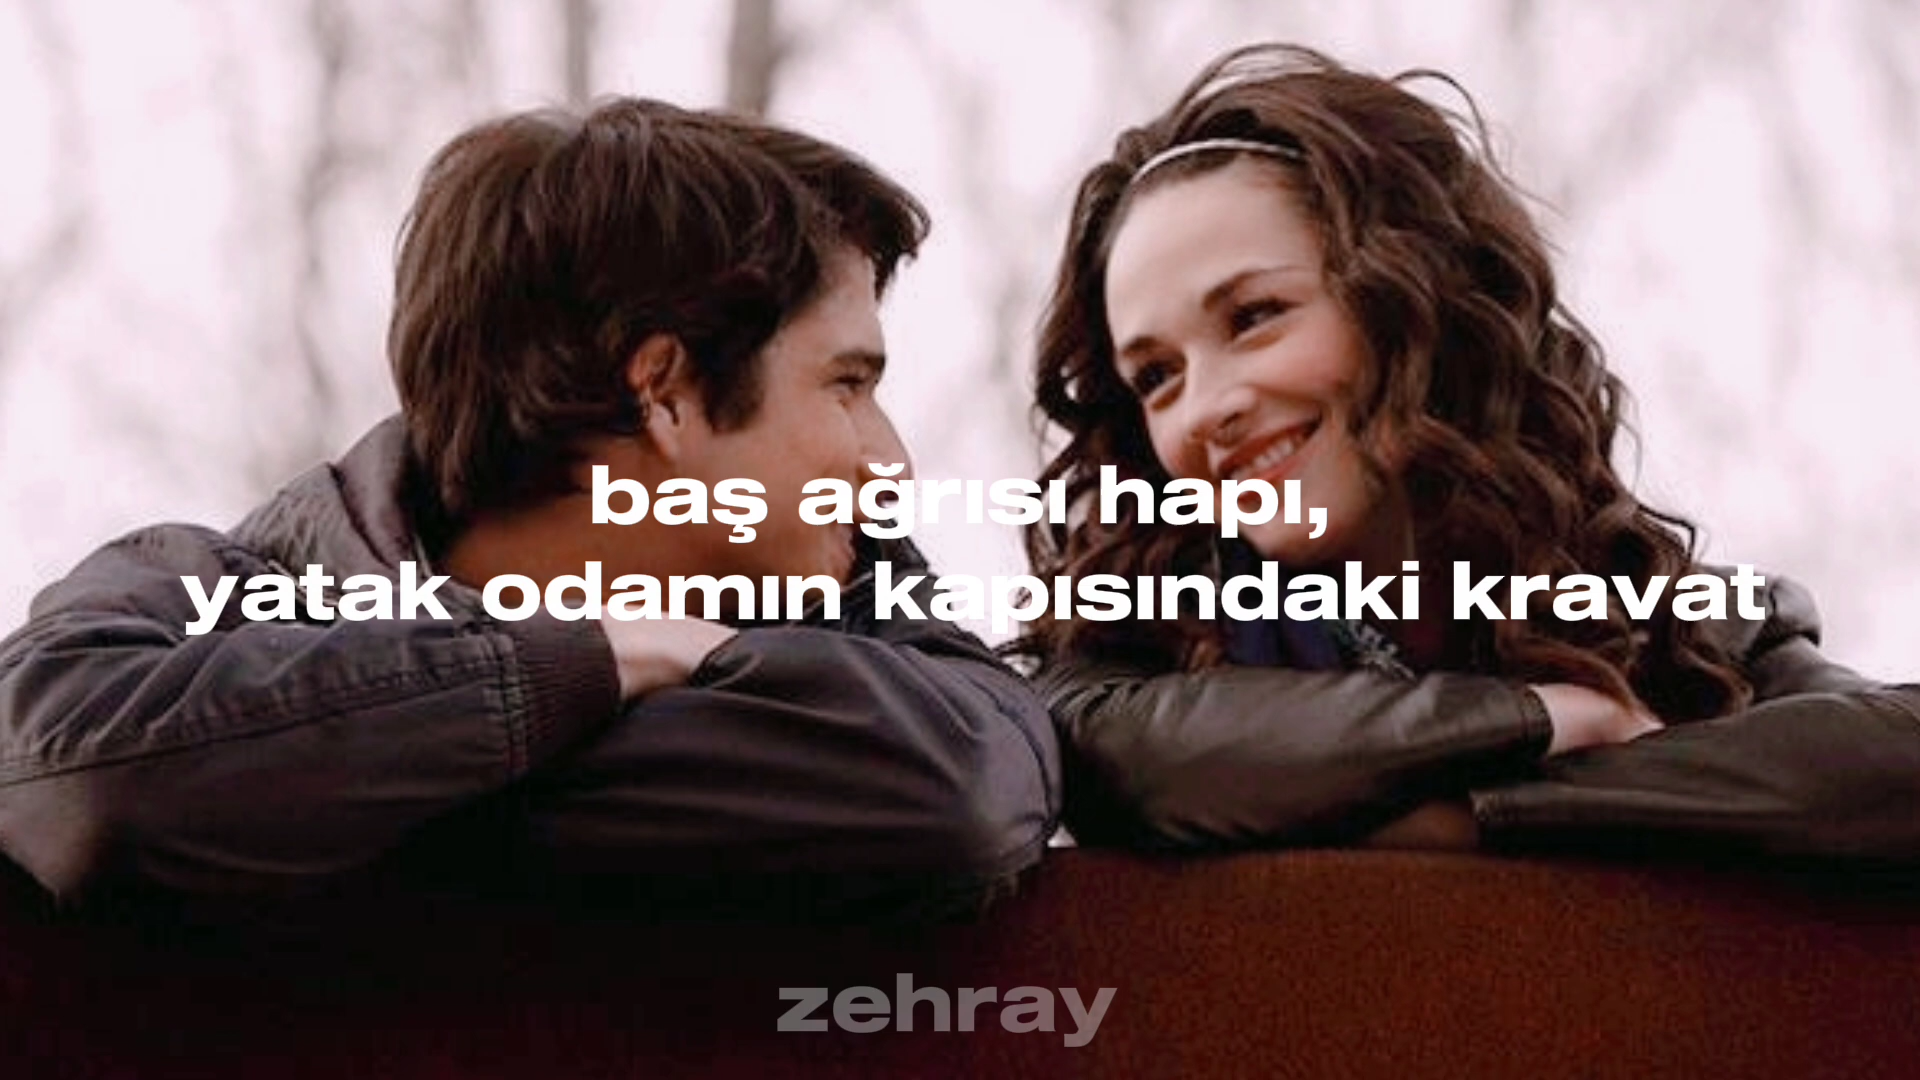 baş ağrısı hapı,
yatak odamın kapısındaki kravat
zehray